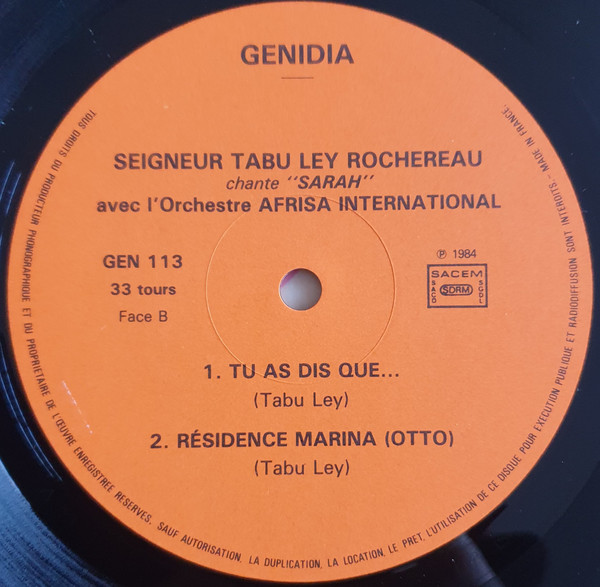 GENIDIA
SEIGNEUR TABU LEY ROCHEREAU
chante "SARAH"
avec l'Orchestre AFRISA INTERNATIONAL
GEN 113
33 tours
Face B
℗ 1984
SACEM
SACD
SDRM
SGDL
1. TU AS DIS QUE...
(Tabu Ley)
2. RÉSIDENCE MARINA (OTTO)
(Tabu Ley)
TOUS DROITS DU PRODUCTEUR PHONOGRAPHIQUE ET DU PROPRIETAIRE DE L'ŒUVRE ENREGISTREE RESERVES. SAUF AUTORISATION, LA DUPLICATION, LA LOCATION, LE PRET, L'UTILISATION DE CE DISQUE POUR EXECUTION PUBLIQUE ET RADIODIFFUSION SONT INTERDITS.- MADE IN FRANCE.